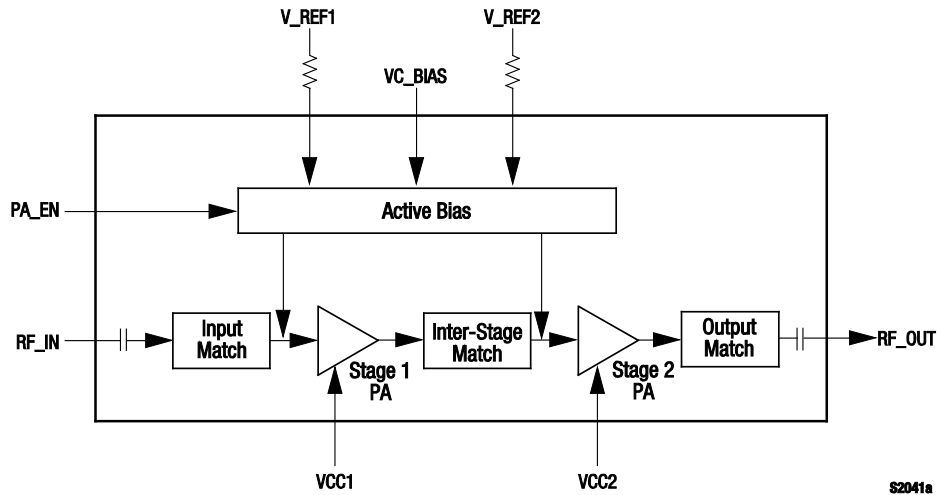 V_REF1
V_REF2
VC_BIAS
PA_EN
Active Bias
RF_IN
Input
Match
Stage 1
PA
Inter-Stage
Match
Stage 2
PA
Output
Match
RF_OUT
VCC1
VCC2
S2041a